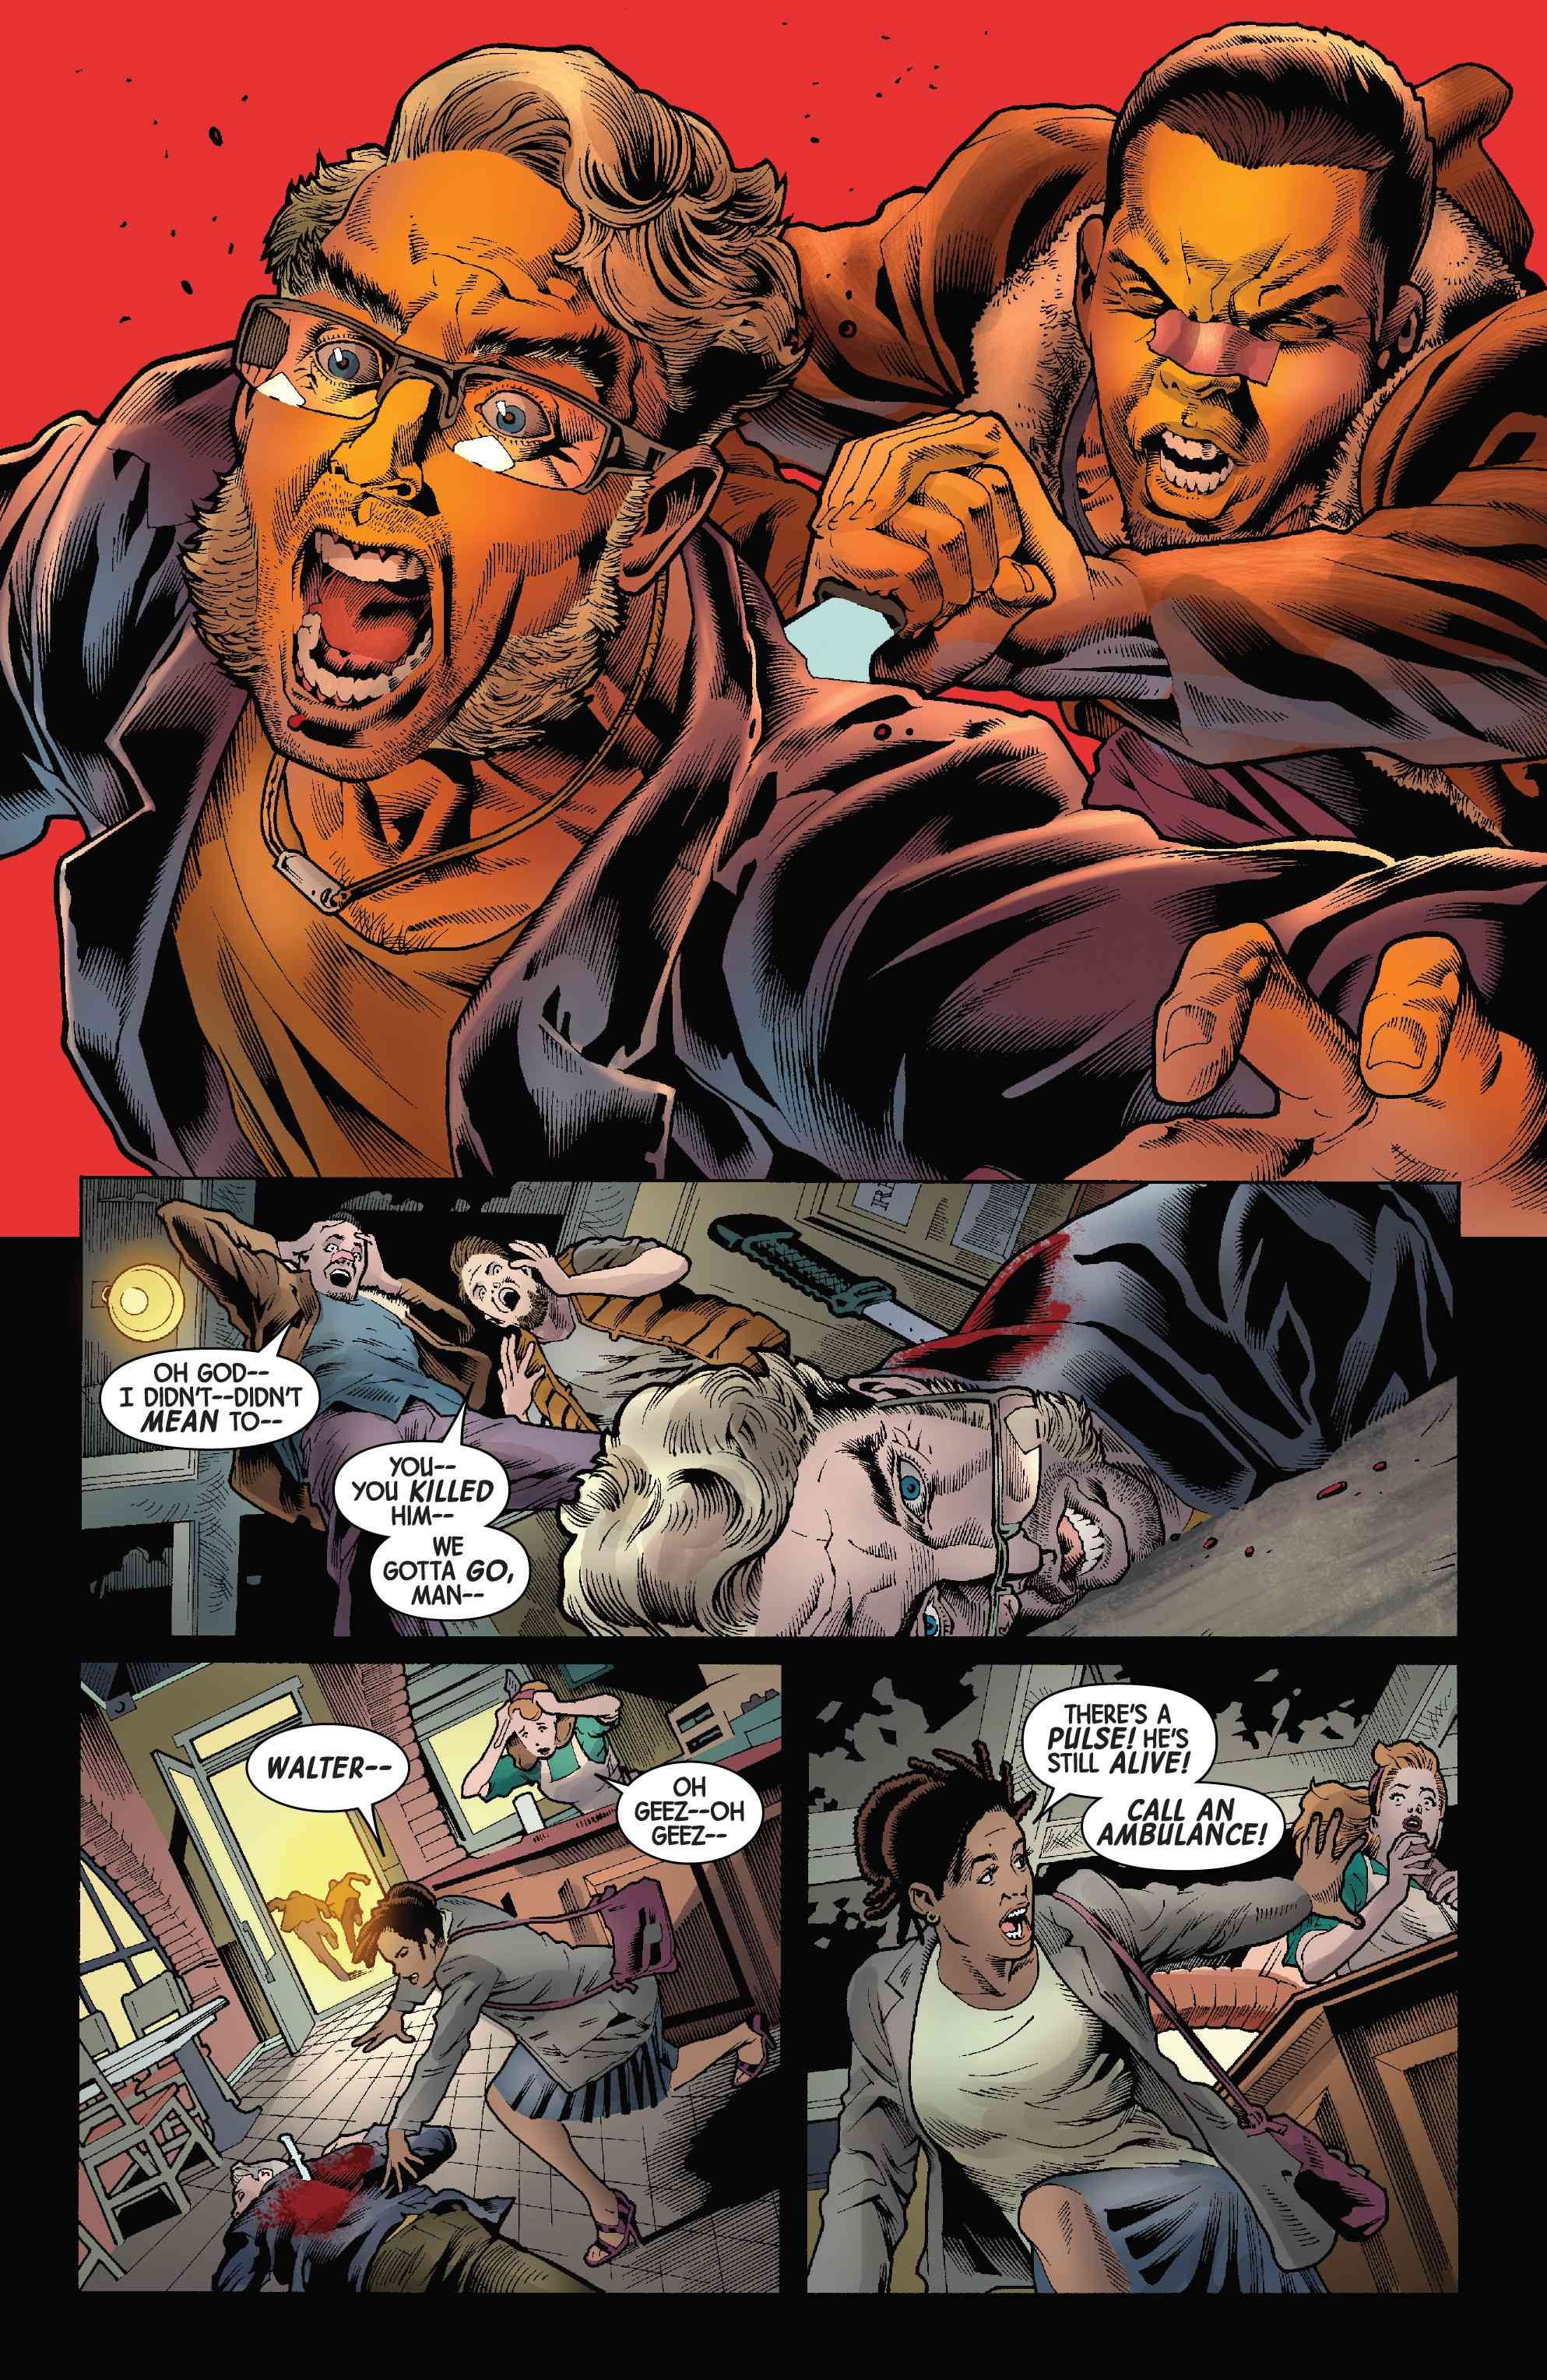 OH GOD--
I DIDN'T--DIDN'T
MEAN TO--
YOU--
YOU KILLED
HIM--
WE
GOTTA GO,
MAN--
WALTER--
OH
GEEZ--OH
GEEZ--
THERE'S A
PULSE! HE'S
STILL ALIVE!
CALL AN
AMBULANCE!